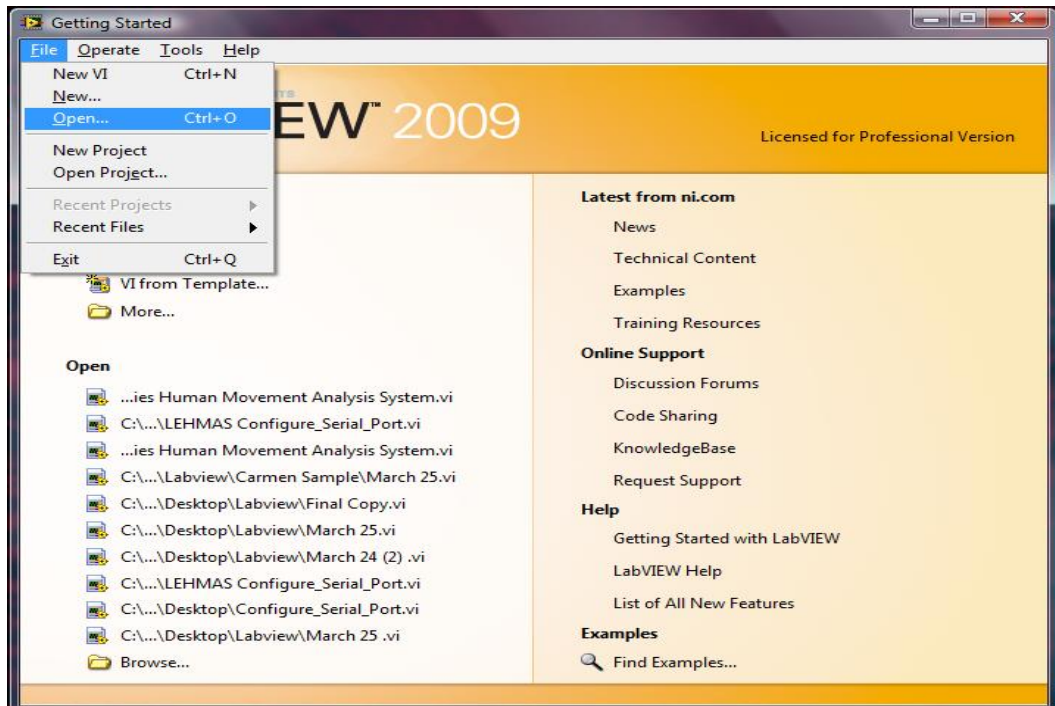 Getting Started
File Operate Tools Help
New VI Ctrl+N
New...
Open... Ctrl+O
New Project
Open Project...
Recent Projects
Recent Files
Exit Ctrl+Q
EW™ 2009
Licensed for Professional Version
VI from Template...
More...
Open
...ies Human Movement Analysis System.vi
C:\...\LEHMAS Configure_Serial_Port.vi
...ies Human Movement Analysis System.vi
C:\...\Labview\Carmen Sample\March 25.vi
C:\...\Desktop\Labview\Final Copy.vi
C:\...\Desktop\Labview\March 25.vi
C:\...\Desktop\Labview\March 24 (2) .vi
C:\...\LEHMAS Configure_Serial_Port.vi
C:\...\Desktop\Configure_Serial_Port.vi
C:\...\Desktop\Labview\March 25 .vi
Browse...
Latest from ni.com
News
Technical Content
Examples
Training Resources
Online Support
Discussion Forums
Code Sharing
KnowledgeBase
Request Support
Help
Getting Started with LabVIEW
LabVIEW Help
List of All New Features
Examples
Find Examples...